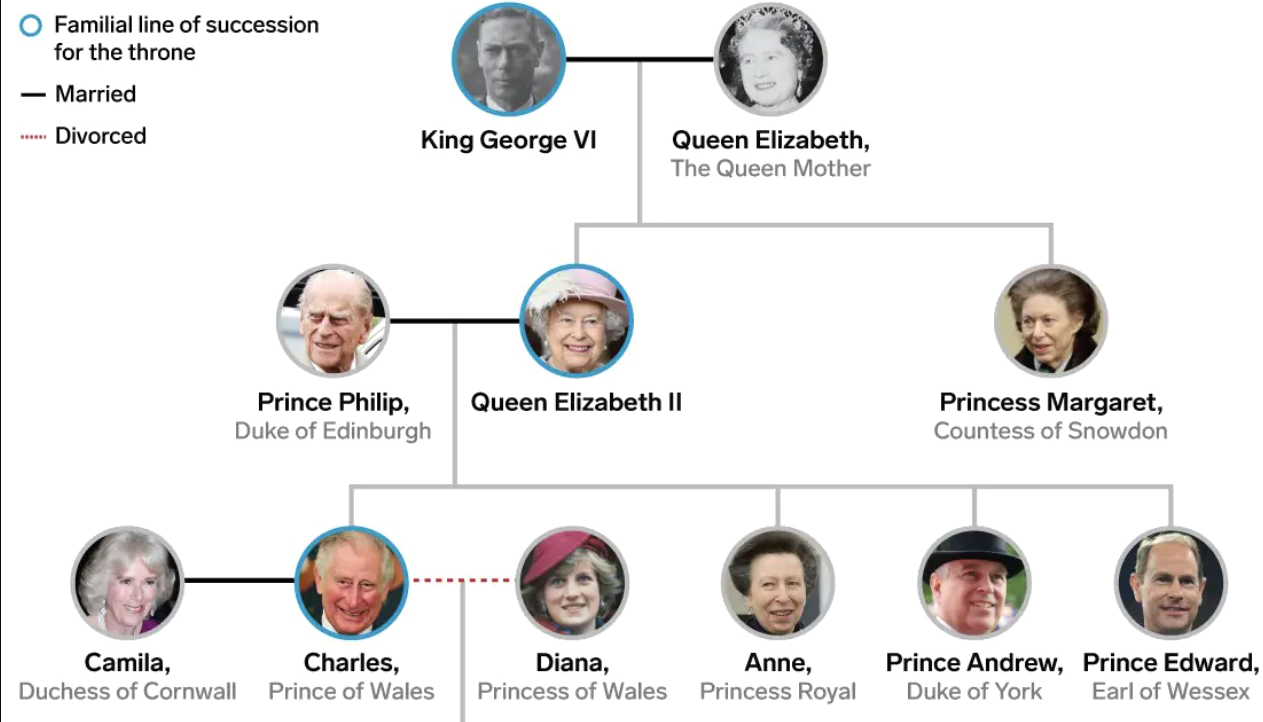 Familial line of succession
for the throne
Married
Divorced
King George VI
Queen Elizabeth,
The Queen Mother
Prince Philip,
Duke of Edinburgh
Queen Elizabeth II
Princess Margaret,
Countess of Snowdon
Camila,
Duchess of Cornwall
Charles,
Prince of Wales
Diana,
Princess of Wales
Anne,
Princess Royal
Prince Andrew,
Duke of York
Prince Edward,
Earl of Wessex